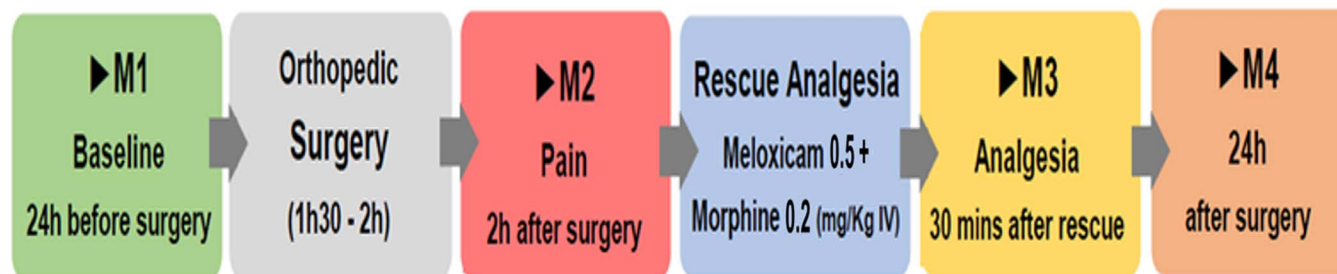 ▶M1
Baseline
24h before surgery
Orthopedic
Surgery
(1h30 - 2h)
▶M2
Pain
2h after surgery
Rescue Analgesia
Meloxicam 0.5 +
Morphine 0.2 (mg/Kg IV)
▶M3
Analgesia
30 mins after rescue
▶M4
24h
after surgery